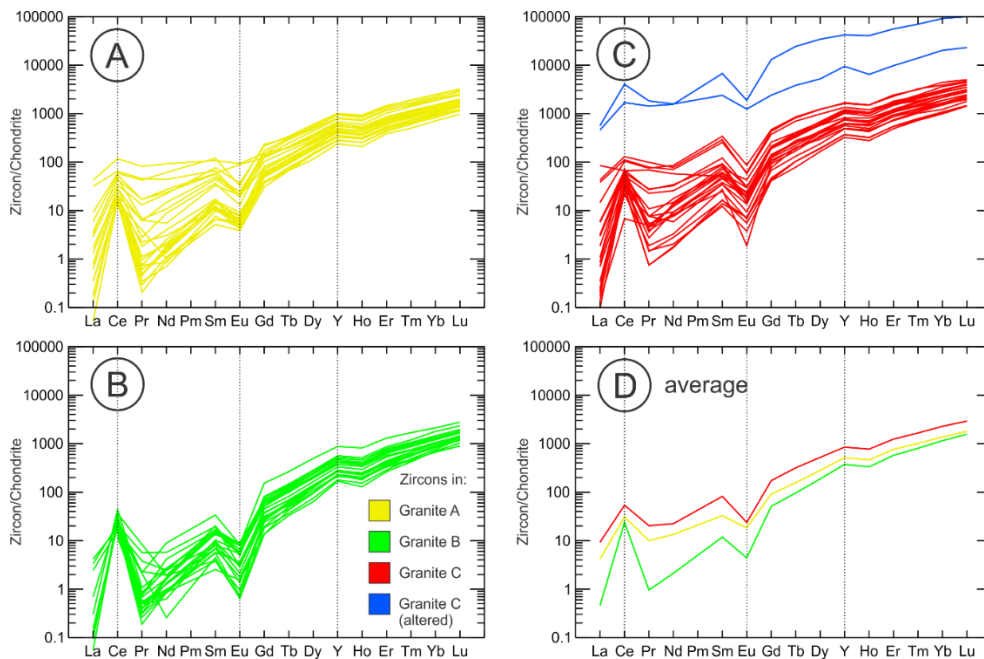 A
Zircon/Chondrite
100000
10000
1000
100
10
1
0.1
La Ce Pr Nd Pm Sm Eu Gd Tb Dy Y Ho Er Tm Yb Lu
C
Zircon/Chondrite
100000
10000
1000
100
10
1
0.1
La Ce Pr Nd Pm Sm Eu Gd Tb Dy Y Ho Er Tm Yb Lu
B
Zircon/Chondrite
100000
10000
1000
100
10
1
0.1
La Ce Pr Nd Pm Sm Eu Gd Tb Dy Y Ho Er Tm Yb Lu
Zircons in:
Granite A
Granite B
Granite C
Granite C
(altered)
D average
Zircon/Chondrite
100000
10000
1000
100
10
1
0.1
La Ce Pr Nd Pm Sm Eu Gd Tb Dy Y Ho Er Tm Yb Lu